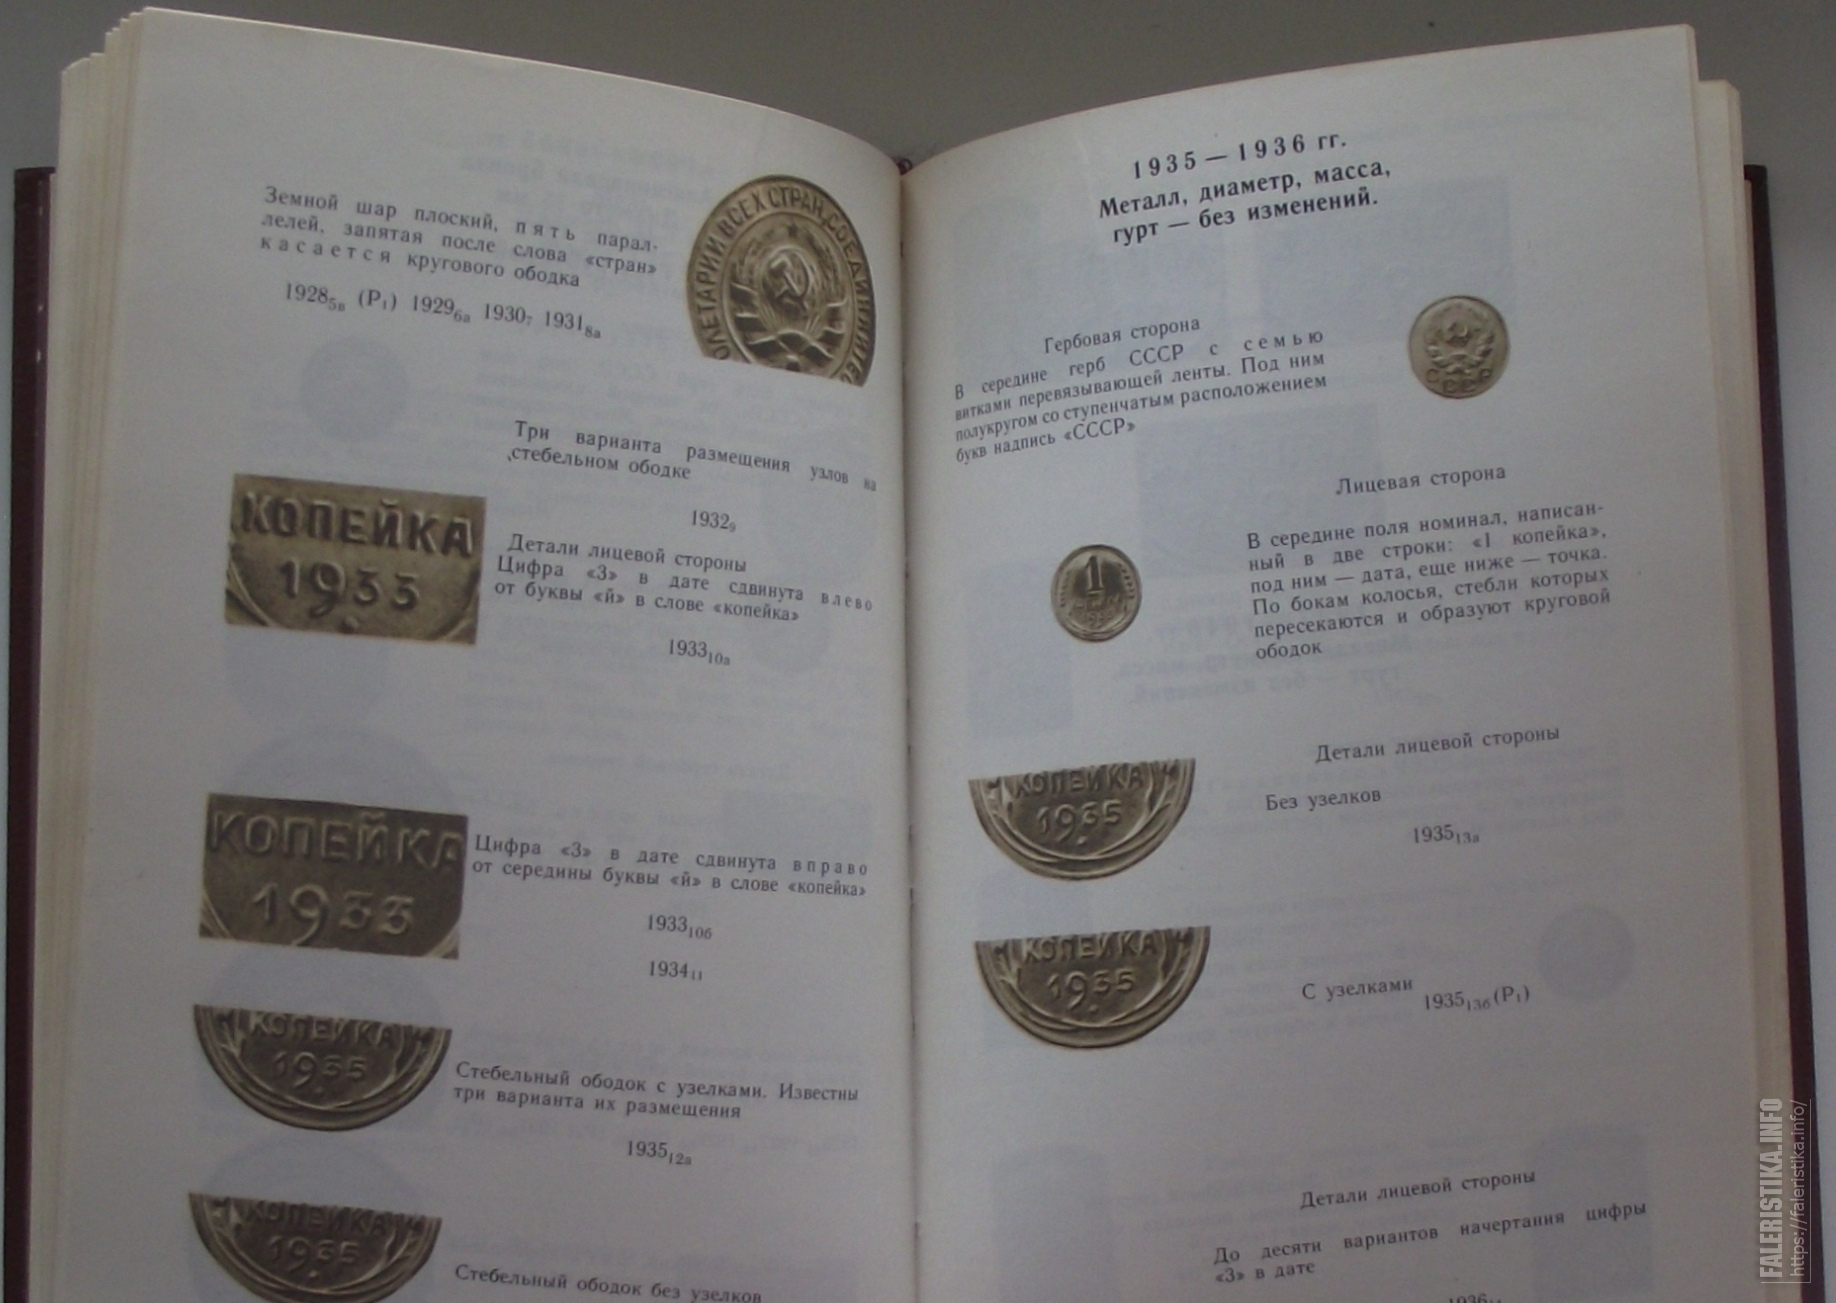 Земной шар плоский, пять парал-
лелей, запятая после слова «стран»
касается кругового ободка
1928₅ᵦ (Р₁) 1929₆ₐ 1930₇ 1931₈ₐ
ОЛЕТАРИИ ВСЕХ СТРАН, СОЕДИНЯЙТЕС
Три варианта размещения узлов на
стебельном ободке
1932₉
КОПЕЙКА
1933
Детали лицевой стороны
Цифра «3» в дате сдвинута влево
от буквы «й» в слове «копейка»
1933₁₀ₐ
КОПЕЙКА
1933
Цифра «3» в дате сдвинута вправо
от середины буквы «й» в слове «копейка»
1933₁₀б
1934₁₁
КОПЕЙКА
1935
Стебельный ободок с узелками. Известны
три варианта их размещения
1935₁₂ₐ
КОПЕЙКА
1935
Стебельный ободок без узелков
1935 — 1936 гг.
Металл, диаметр, масса,
гурт — без изменений.
Гербовая сторона
В середине герб СССР с семью
витками перевязывающей ленты. Под ним
полукругом со ступенчатым расположением
букв надпись «СССР»
СССР
Лицевая сторона
1
В середине поля номинал, написан-
ный в две строки: «1 копейка»,
под ним — дата, еще ниже — точка.
По бокам колосья, стебли которых
пересекаются и образуют круговой
ободок
Детали лицевой стороны
КОПЕЙКА
1935
Без узелков
1935₁₃ₐ
КОПЕЙКА
1935
С узелками
1935₁₃б (Р₁)
Детали лицевой стороны
До десяти вариантов начертания цифры
«3» в дате
FALERISTIKA.INFO
https://faleristika.info/